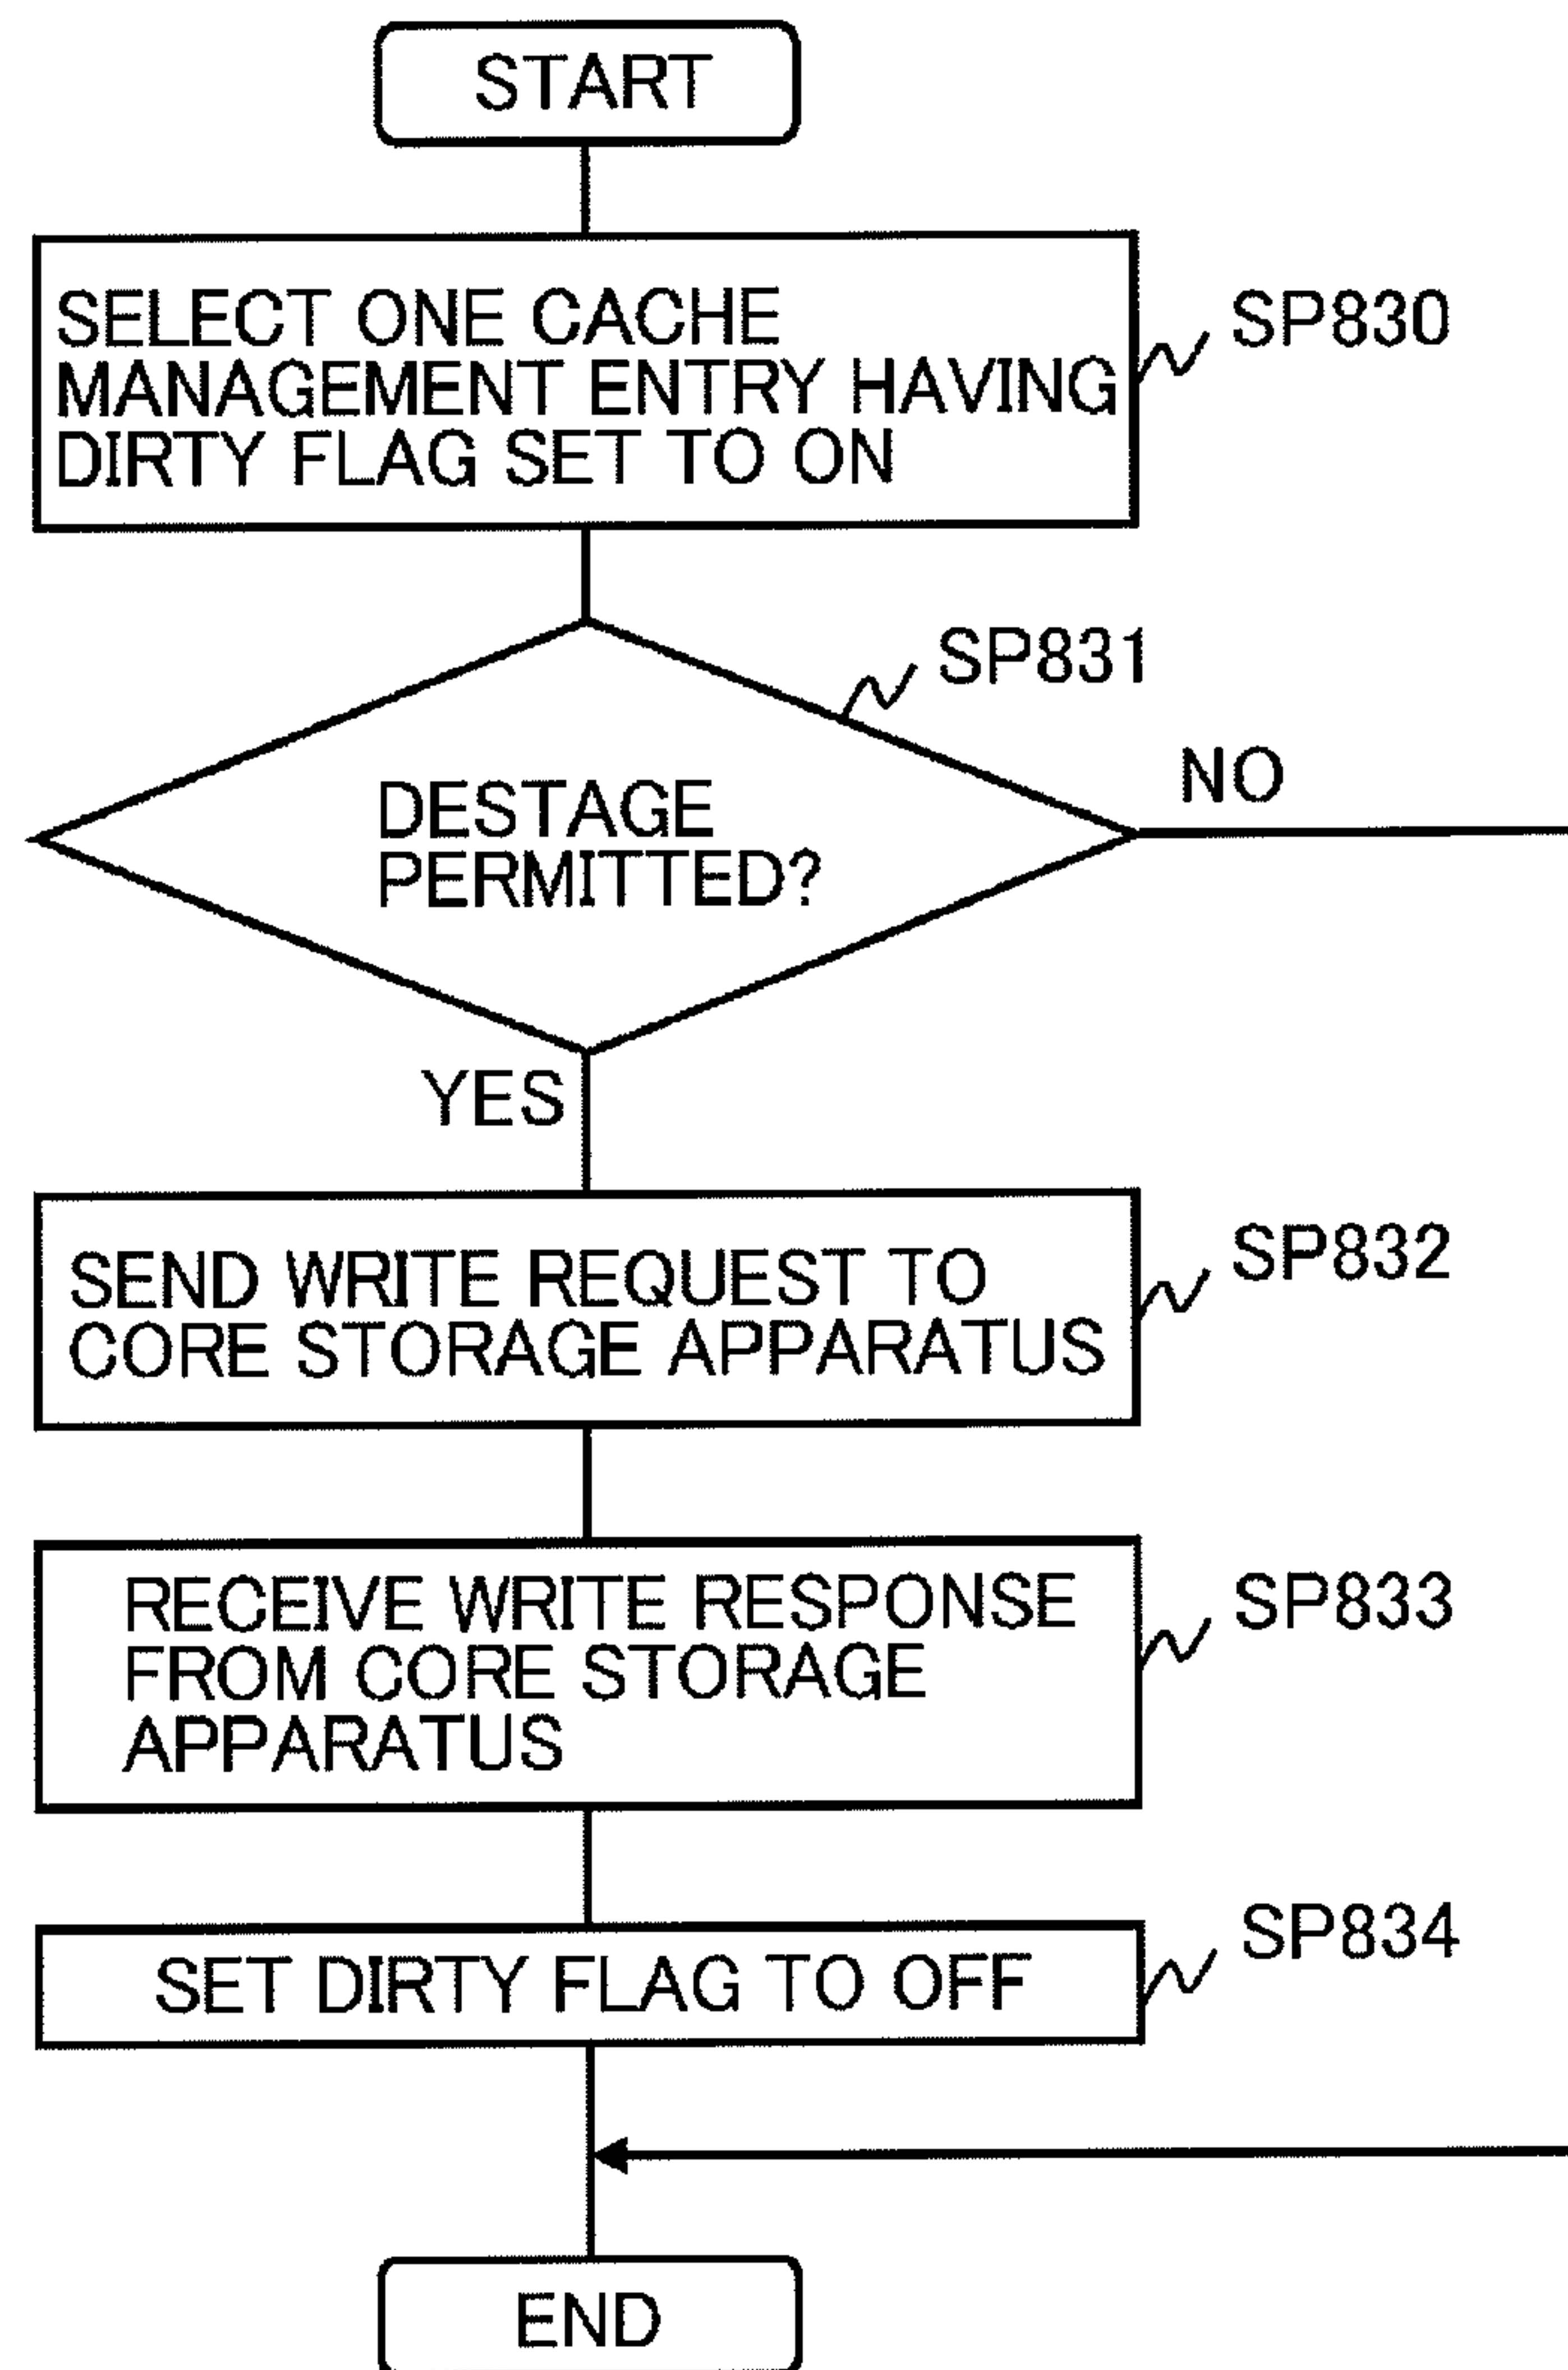 START
SELECT ONE CACHE
MANAGEMENT ENTRY HAVING
DIRTY FLAG SET TO ON
SP830
SP831
DESTAGE
PERMITTED?
NO
YES
SEND WRITE REQUEST TO
CORE STORAGE APPARATUS
SP832
RECEIVE WRITE RESPONSE
FROM CORE STORAGE
APPARATUS
SP833
SET DIRTY FLAG TO OFF
SP834
END